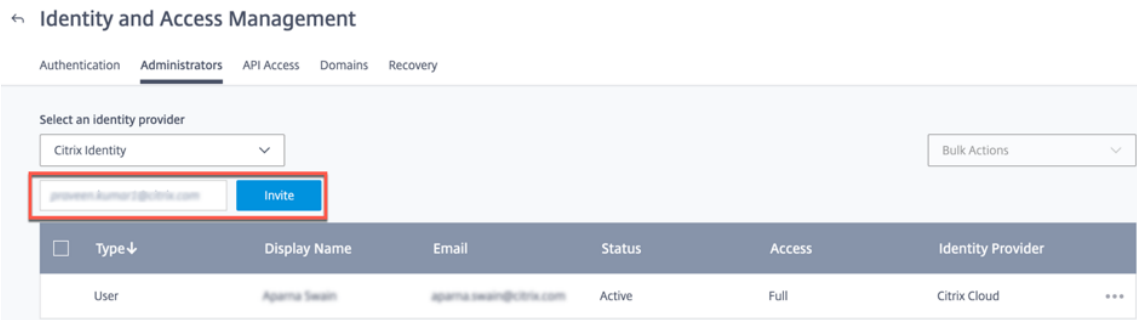 Identity and Access Management
Authentication Administrators API Access Domains Recovery
Select an identity provider
Citrix Identity Bulk Actions
Invite
Type↓ Display Name Email Status Access Identity Provider
User Active Full Citrix Cloud